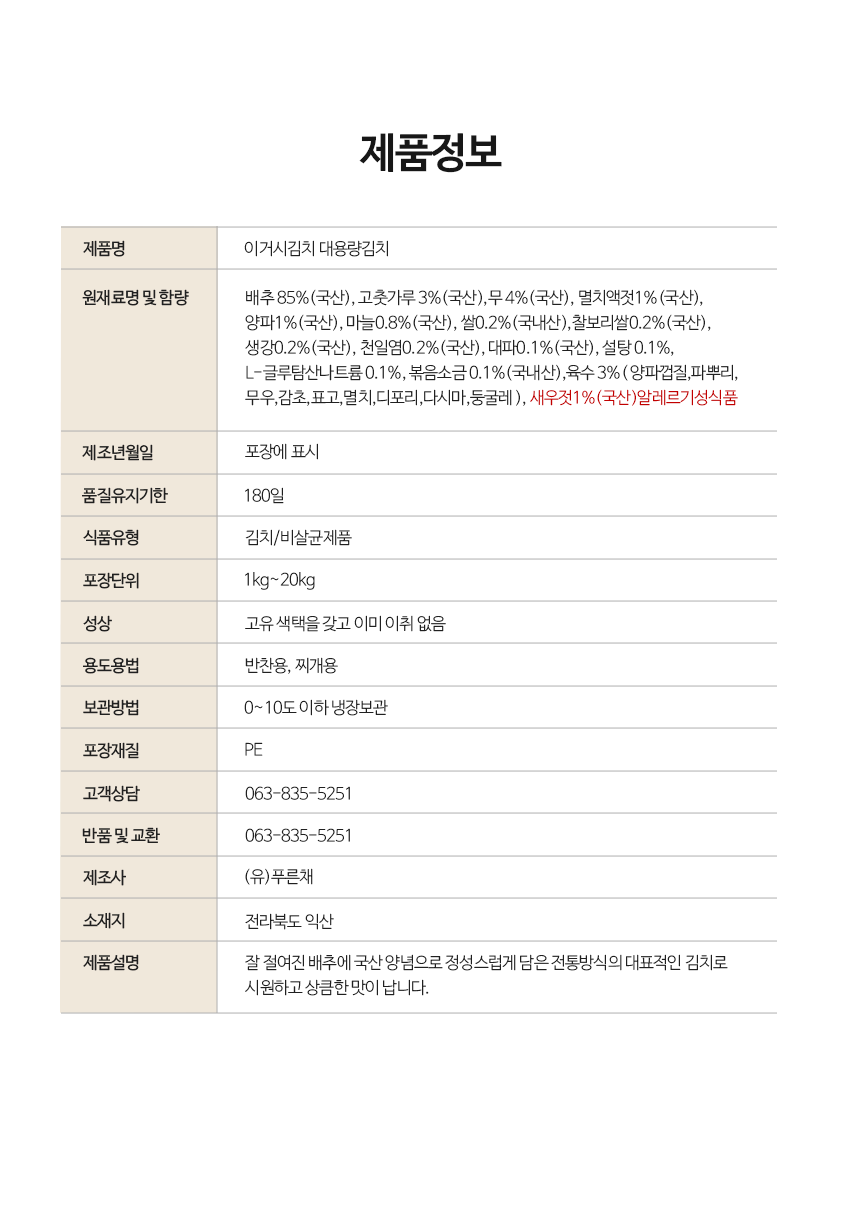 제품정보
제품명 이거시김치 대용량김치
원재료명 및 함량 배추 85%(국산), 고춧가루 3%(국산),무 4%(국산), 멸치액젓1%(국산),
양파1%(국산), 마늘0.8%(국산), 쌀0.2%(국내산),찰보리쌀0.2%(국산),
생강0.2%(국산), 천일염0.2%(국산), 대파0.1%(국산), 설탕 0.1%,
L-글루탐산나트륨 0.1%, 볶음소금 0.1%(국내산),육수 3% ( 양파껍질,파뿌리,
무우,감초,표고,멸치,디포리,다시마,둥굴레 ), 새우젓1%(국산)알레르기성식품
제조년월일 포장에 표시
품질유지기한 180일
식품유형 김치/비살균제품
포장단위 1kg~20kg
성상 고유 색택을 갖고 이미 이취 없음
용도용법 반찬용, 찌개용
보관방법 0~10도 이하 냉장보관
포장재질 PE
고객상담 063-835-5251
반품 및 교환 063-835-5251
제조사 (유)푸른채
소재지 전라북도 익산
제품설명 잘 절여진 배추에 국산 양념으로 정성스럽게 담은 전통방식의 대표적인 김치로
시원하고 상큼한 맛이 납니다.